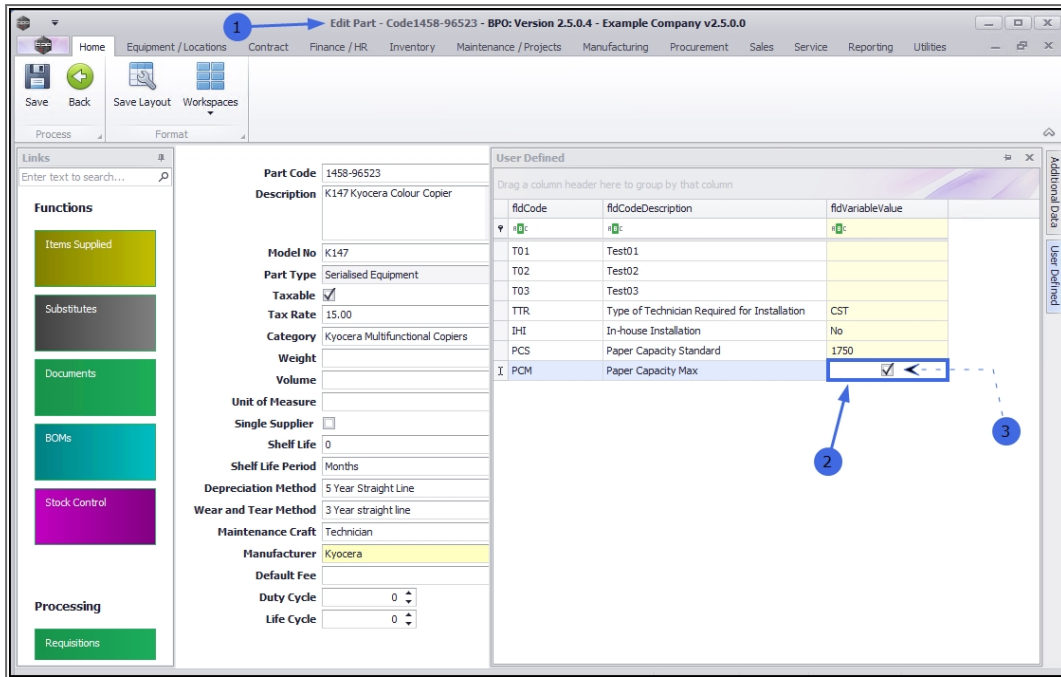 Edit Part - Code1458-96523 - BPO: Version 2.5.0.4 - Example Company v2.5.0.0
1
Home Equipment / Locations Contract Finance / HR Inventory Maintenance / Projects Manufacturing Procurement Sales Service Reporting Utilities
Save Back Save Layout Workspaces
Process Format
Links
Enter text to search...
Functions
Items Supplied
Substitutes
Documents
BOMs
Stock Control
Processing
Requisitions
Part Code 1458-96523
Description K147 Kyocera Colour Copier
Model No K147
Part Type Serialised Equipment
Taxable
Tax Rate 15.00
Category Kyocera Multifunctional Copiers
Weight
Volume
Unit of Measure
Single Supplier
Shelf Life 0
Shelf Life Period Months
Depreciation Method 5 Year Straight Line
Wear and Tear Method 3 Year straight line
Maintenance Craft Technician
Manufacturer Kyocera
Default Fee
Duty Cycle 0
Life Cycle 0
User Defined
Drag a column header here to group by that column
fldCode fldCodeDescription fldVariableValue
ABC ABC ABC
T01 Test01
T02 Test02
T03 Test03
TTR Type of Technician Required for Installation CST
IHI In-house Installation No
PCS Paper Capacity Standard 1750
PCM Paper Capacity Max
3
2
Additional Data
User Defined